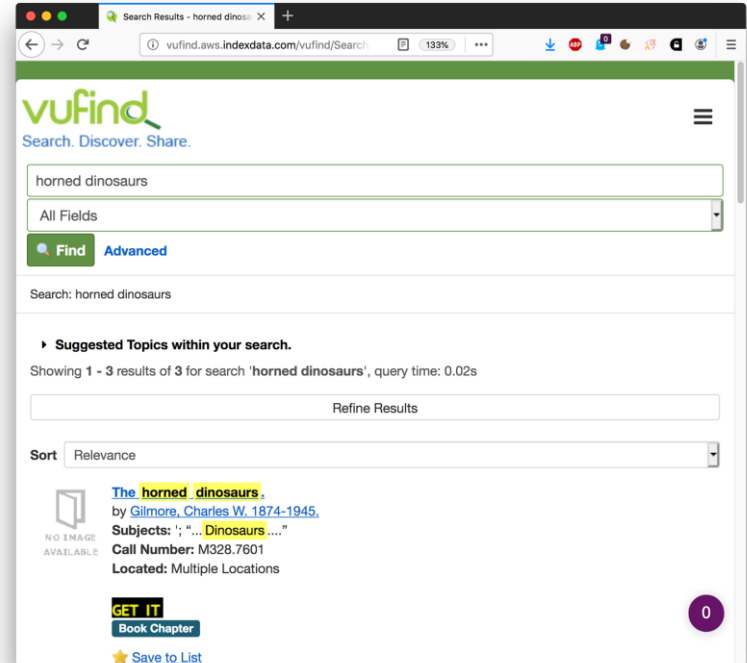 Search Results - horned dinosa
vufind.aws.indexdata.com/vufind/Search
133%
ABP
0
vufind
Search. Discover. Share.
horned dinosaurs
All Fields
Find Advanced
Search: horned dinosaurs
Suggested Topics within your search.
Showing 1 - 3 results of 3 for search 'horned dinosaurs', query time: 0.02s
Refine Results
Sort Relevance
The horned dinosaurs.
by Gilmore, Charles W. 1874-1945.
Subjects: '; “... Dinosaurs ....”
NO IMAGE
AVAILABLE
Call Number: M328.7601
Located: Multiple Locations
GET IT
0
Book Chapter
Save to List